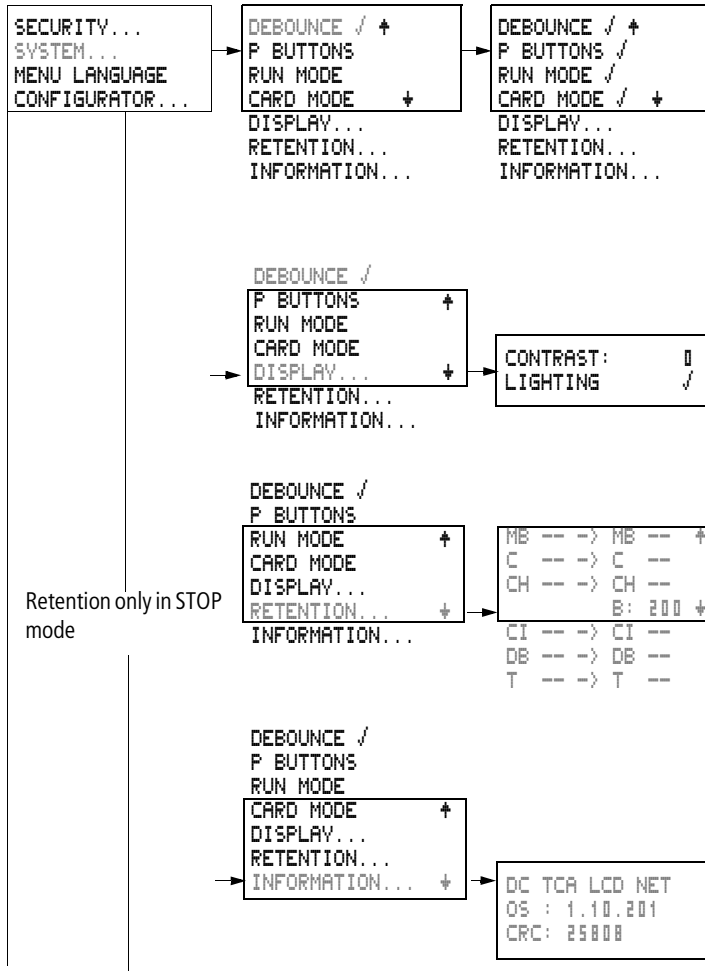 SECURITY...
SYSTEM...
MENU LANGUAGE
CONFIGURATOR...
DEBOUNCE √
P BUTTONS
RUN MODE
CARD MODE
DISPLAY...
RETENTION...
INFORMATION...
DEBOUNCE √
P BUTTONS √
RUN MODE √
CARD MODE √
DISPLAY...
RETENTION...
INFORMATION...
DEBOUNCE √
P BUTTONS
RUN MODE
CARD MODE
DISPLAY...
RETENTION...
INFORMATION...
CONTRAST: 0
LIGHTING √
Retention only in STOP
mode
DEBOUNCE √
P BUTTONS
RUN MODE
CARD MODE
DISPLAY...
RETENTION...
INFORMATION...
MB -- -> MB --
C -- -> C --
CH -- -> CH --
B: 200
CI -- -> CI --
DB -- -> DB --
T -- -> T --
DEBOUNCE √
P BUTTONS
RUN MODE
CARD MODE
DISPLAY...
RETENTION...
INFORMATION...
DC TCA LCD NET
OS : 1.10.201
CRC: 25808